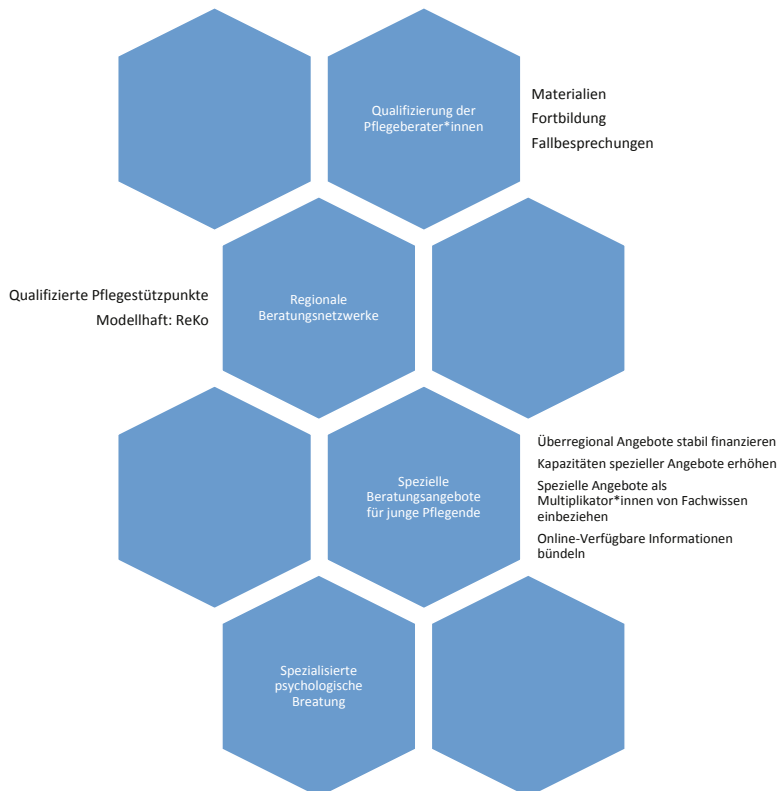 Qualifizierung der
Pflegeberater*innen
Materialien
Fortbildung
Fallbesprechungen
Qualifizierte Pflegestützpunkte
Modellhaft: ReKo
Regionale
Beratungsnetzwerke
Spezielle
Beratungsangebote
für junge Pflegende
Überregional Angebote stabil finanzieren
Kapazitäten spezieller Angebote erhöhen
Spezielle Angebote als
Multiplikator*innen von Fachwissen
einbeziehen
Online-Verfügbare Informationen
bündeln
Spezialisierte
psychologische
Breatung